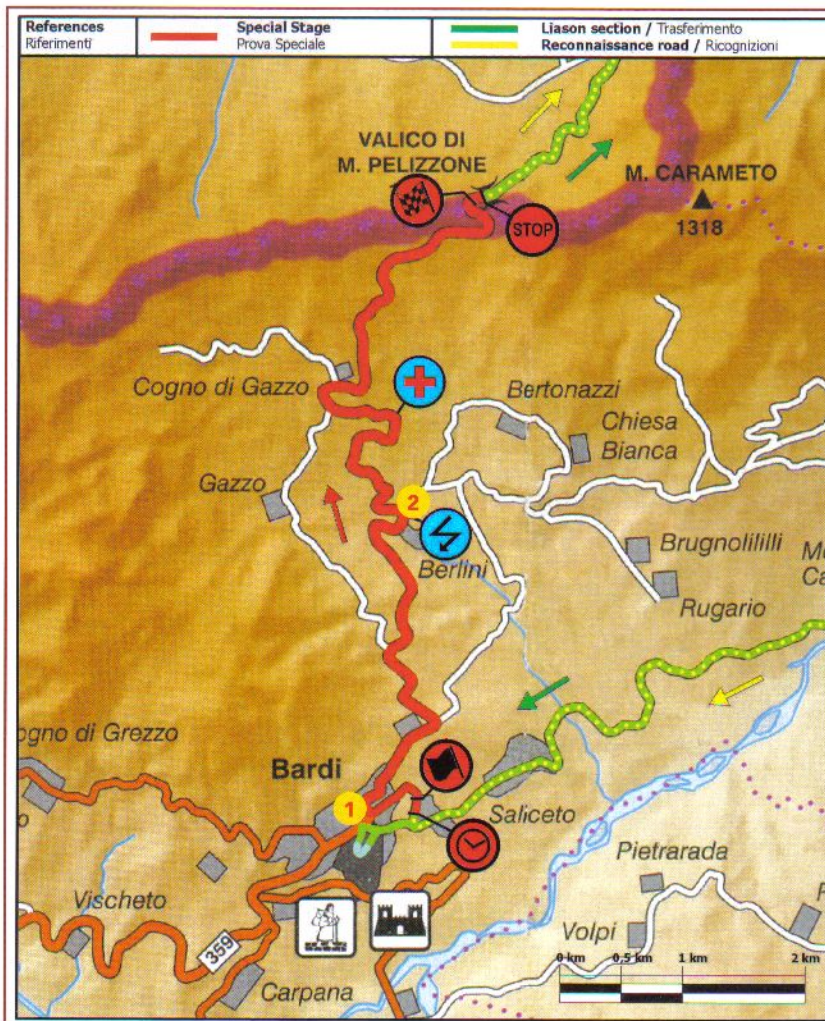 References
Riferimenti
Special Stage
Prova Speciale
Liason section / Trasferimento
Reconnaissance road / Ricognizioni
VALICO DI
M. PELIZZONE
M. CARAMETO
1318
STOP
Cogno di Gazzo
Bertonazzi
Chiesa
Bianca
Gazzo
2
Berlini
Brugnolililli
Rugario
ogno di Grezzo
Bardi
1
Saliceto
Pietrarada
Vischeto
359
Volpi
Carpana
0 km
0,5 km
1 km
2 km